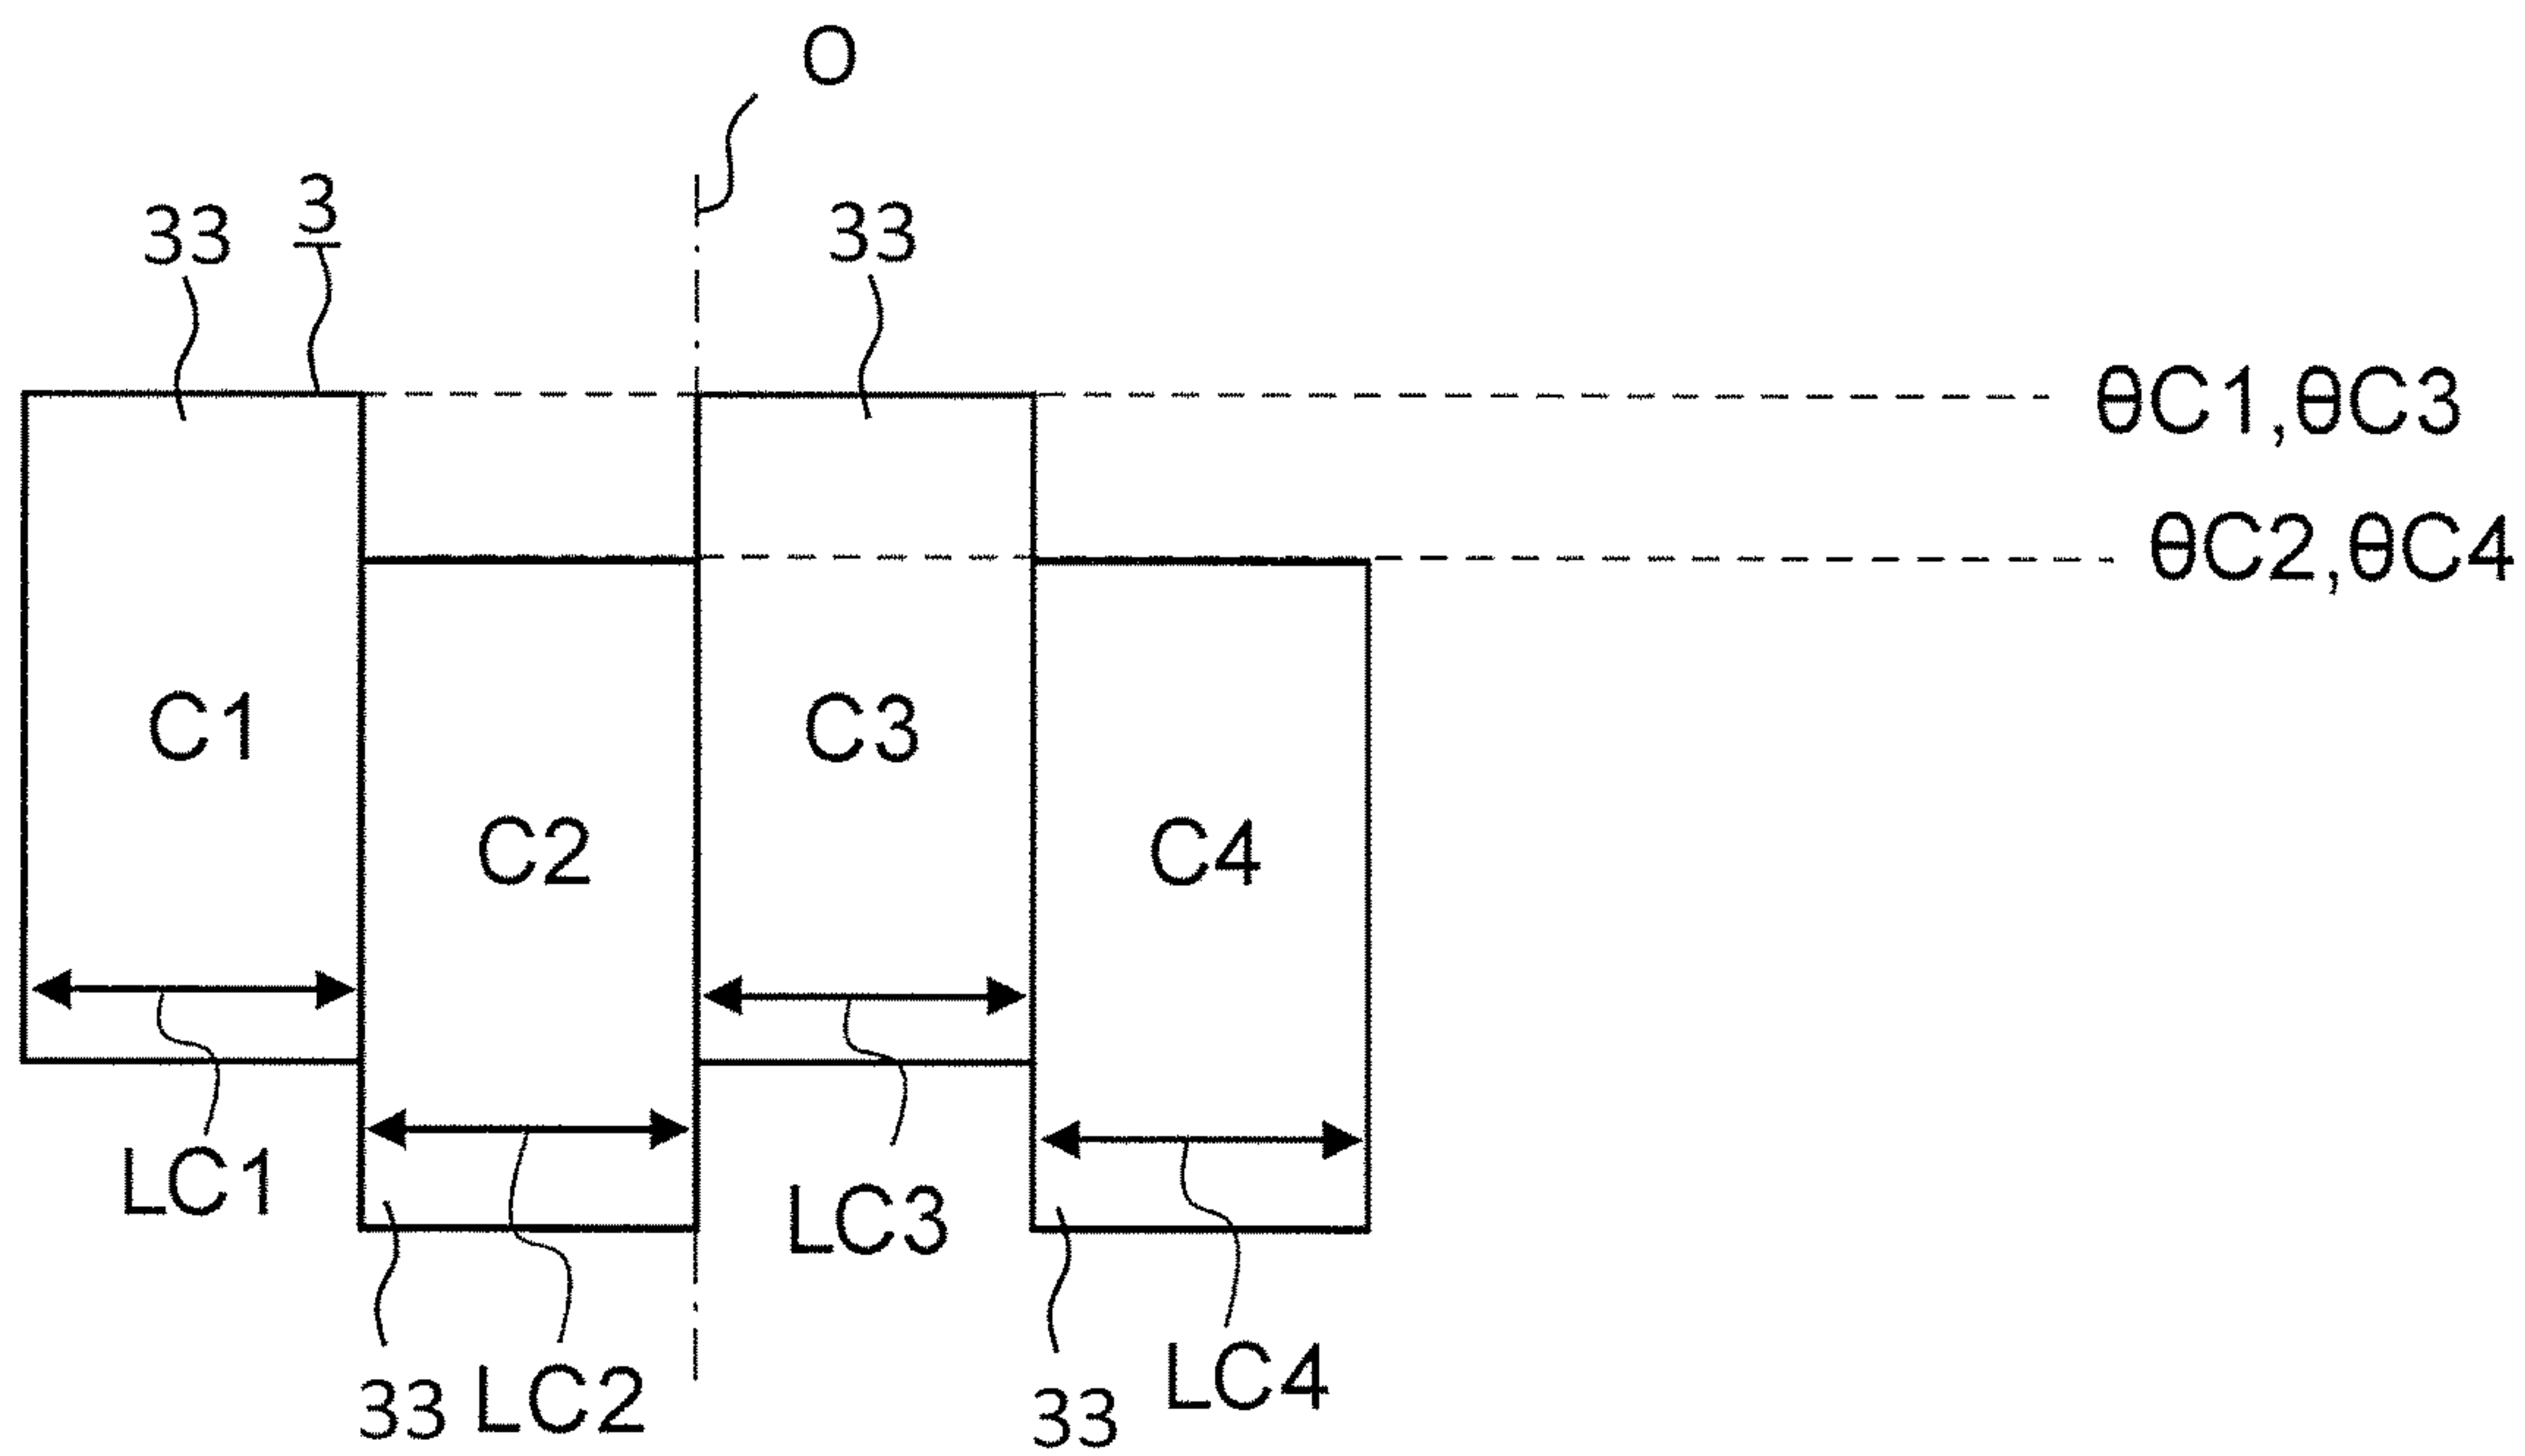 O
33 3 33
θC1,θC3
θC2,θC4
C1 C3
C2 C4
LC1 LC3
33 LC2 33 LC4